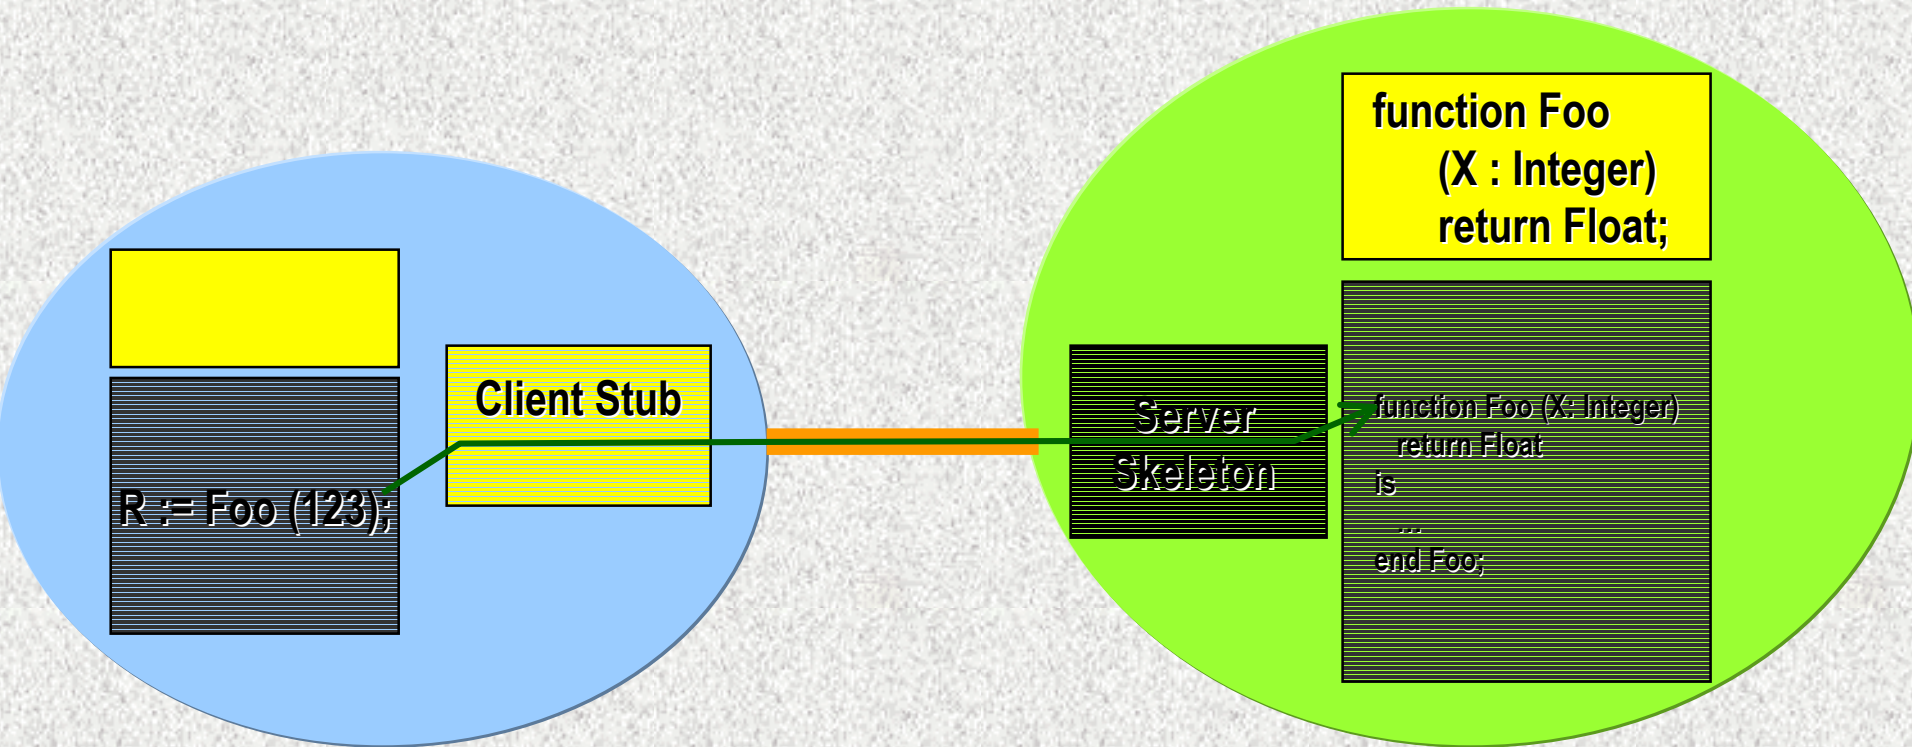 R := Foo (123);
Client Stub
Server
Skeleton
function Foo
(X : Integer)
return Float;
function Foo (X: Integer)
return Float
is
...
end Foo;